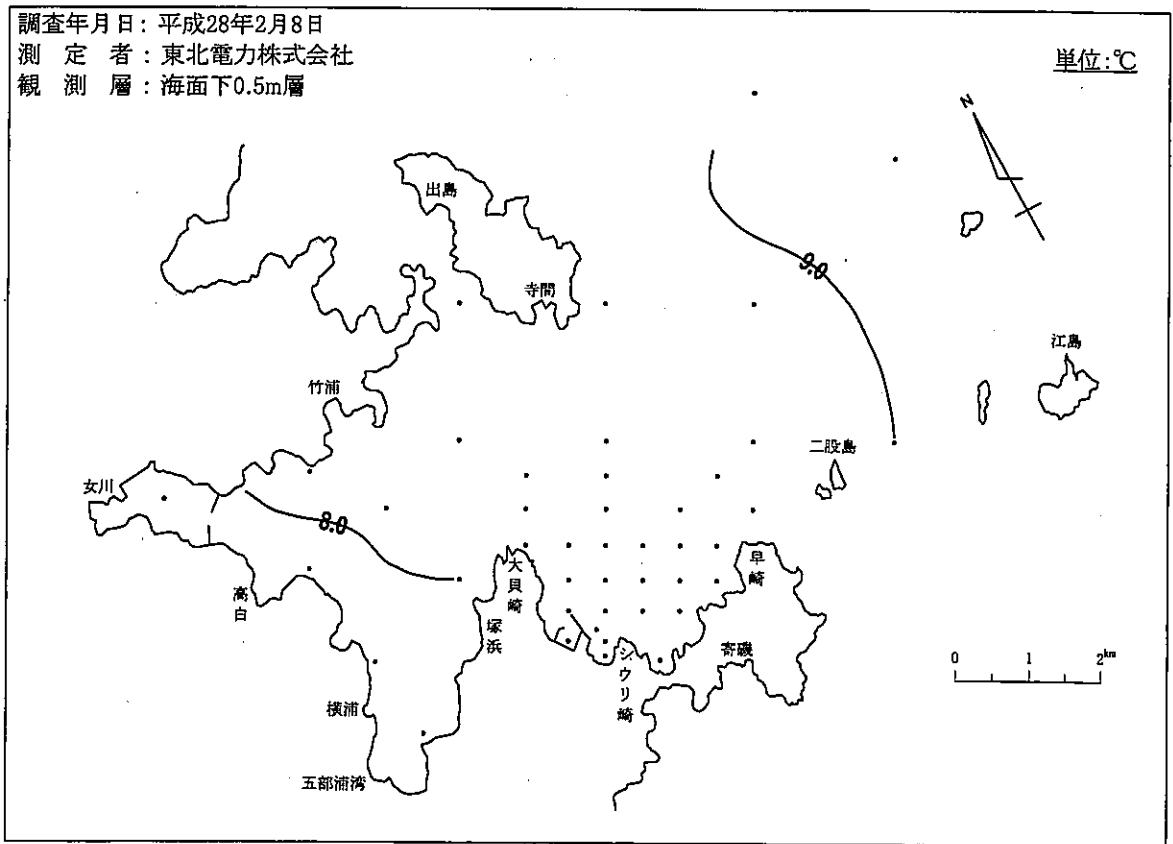 調査年月日：平成28年2月8日
測　定　者：東北電力株式会社
観　測　層：海面下0.5m層
単位：℃
N
出島
9.0
寺間
江島
竹浦
二股島
女川
8.0
早崎
大貝崎
高白
塚浜
寄磯
シウリ崎
0 1 2km
横浦
五部浦湾